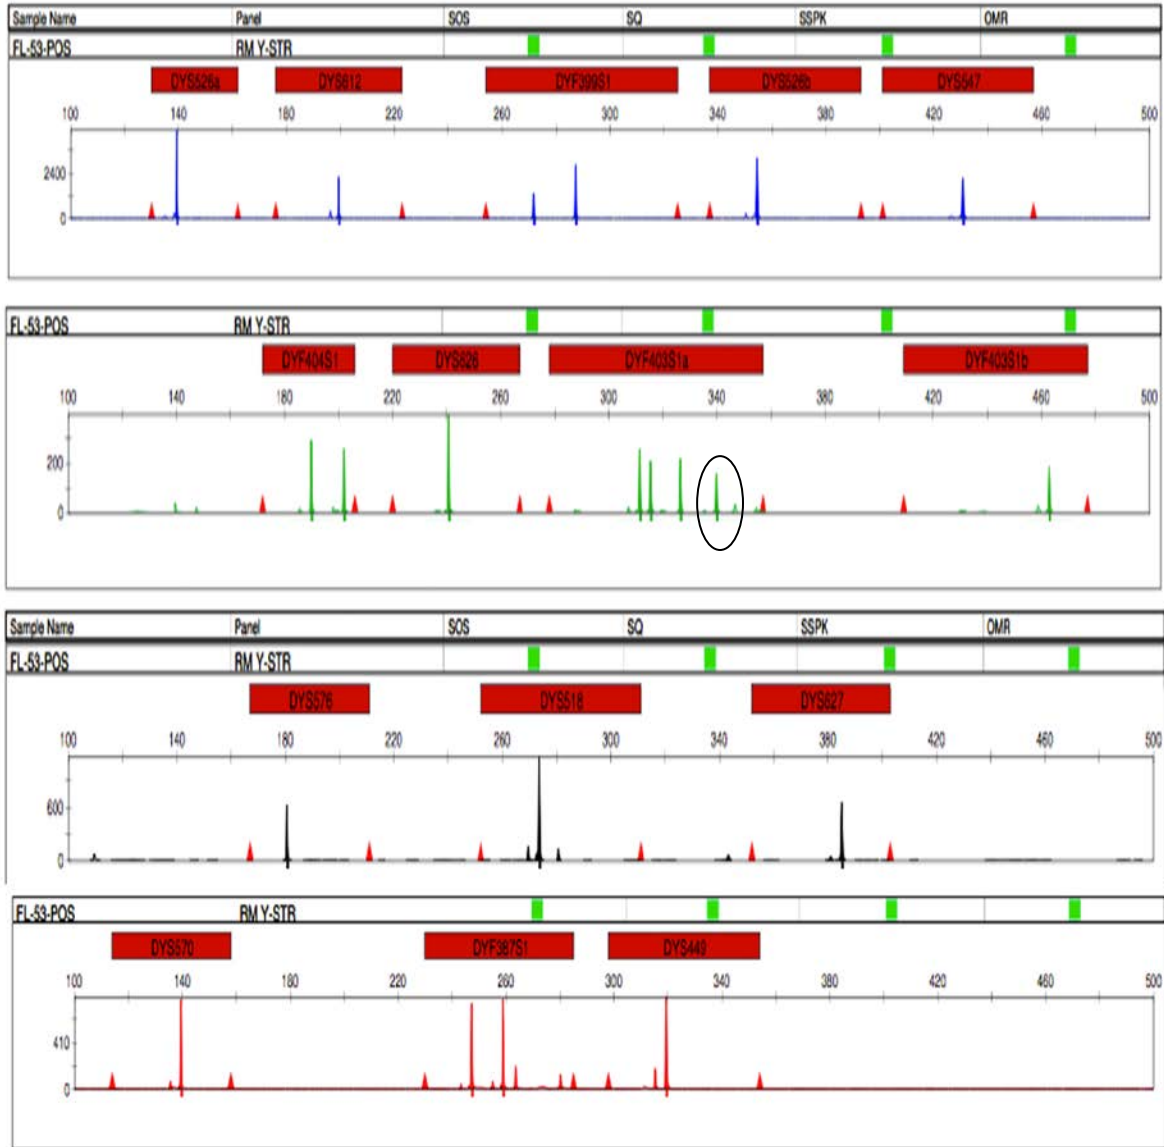 Sample Name Panel SOS SQ SSPK OMR
FL-53-POS RM Y-STR
DYS526a DYS612 DYF399S1 DYS526b DYS547
100 140 180 220 260 300 340 380 420 460 500
2400
0
FL-53-POS RM Y-STR
DYF404S1 DYS626 DYF403S1a DYF403S1b
100 140 180 220 260 300 340 380 420 460 500
200
0
Sample Name Panel SOS SQ SSPK OMR
FL-53-POS RM Y-STR
DYS576 DYS518 DYS627
100 140 180 220 260 300 340 380 420 460 500
600
0
FL-53-POS RM Y-STR
DYS570 DYF387S1 DYS449
100 140 180 220 260 300 340 380 420 460 500
410
0